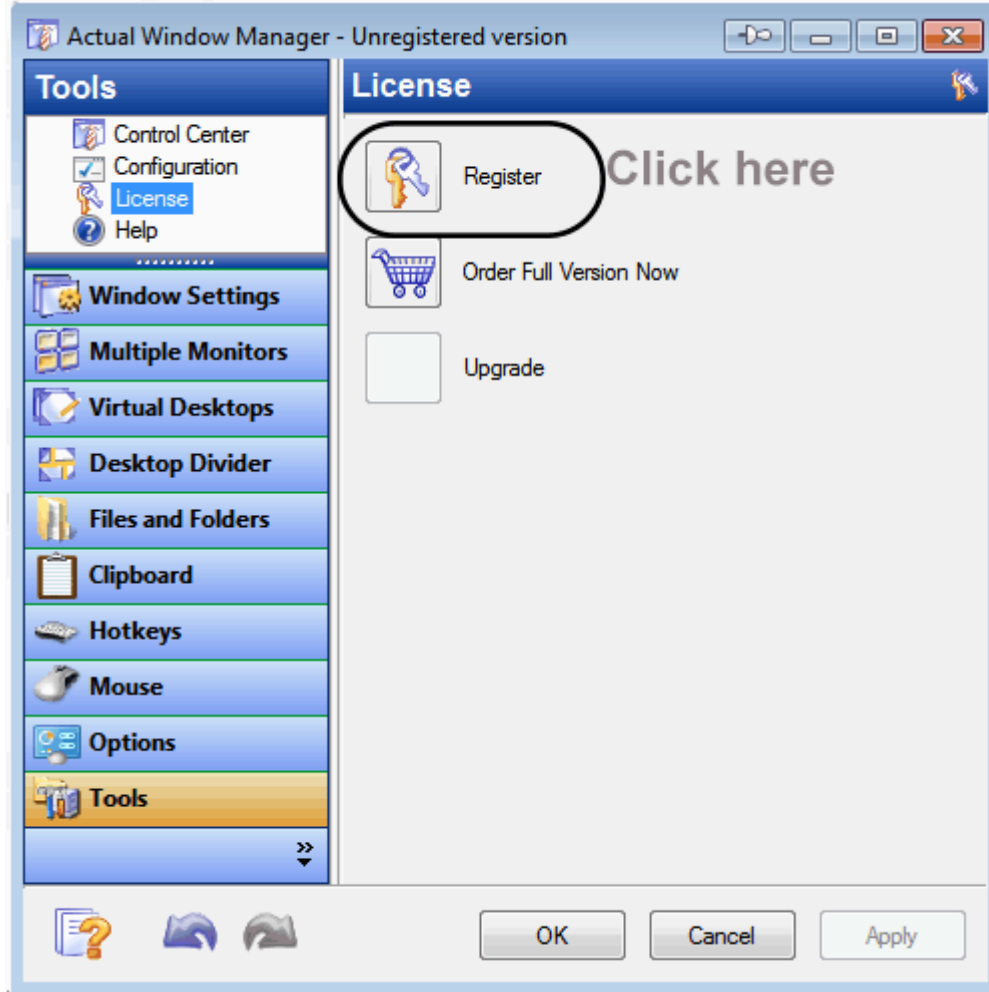 Actual Window Manager - Unregistered version
Tools
License
Control Center
Configuration
License
Help
Register
Click here
Order Full Version Now
Upgrade
Window Settings
Multiple Monitors
Virtual Desktops
Desktop Divider
Files and Folders
Clipboard
Hotkeys
Mouse
Options
Tools
OK
Cancel
Apply